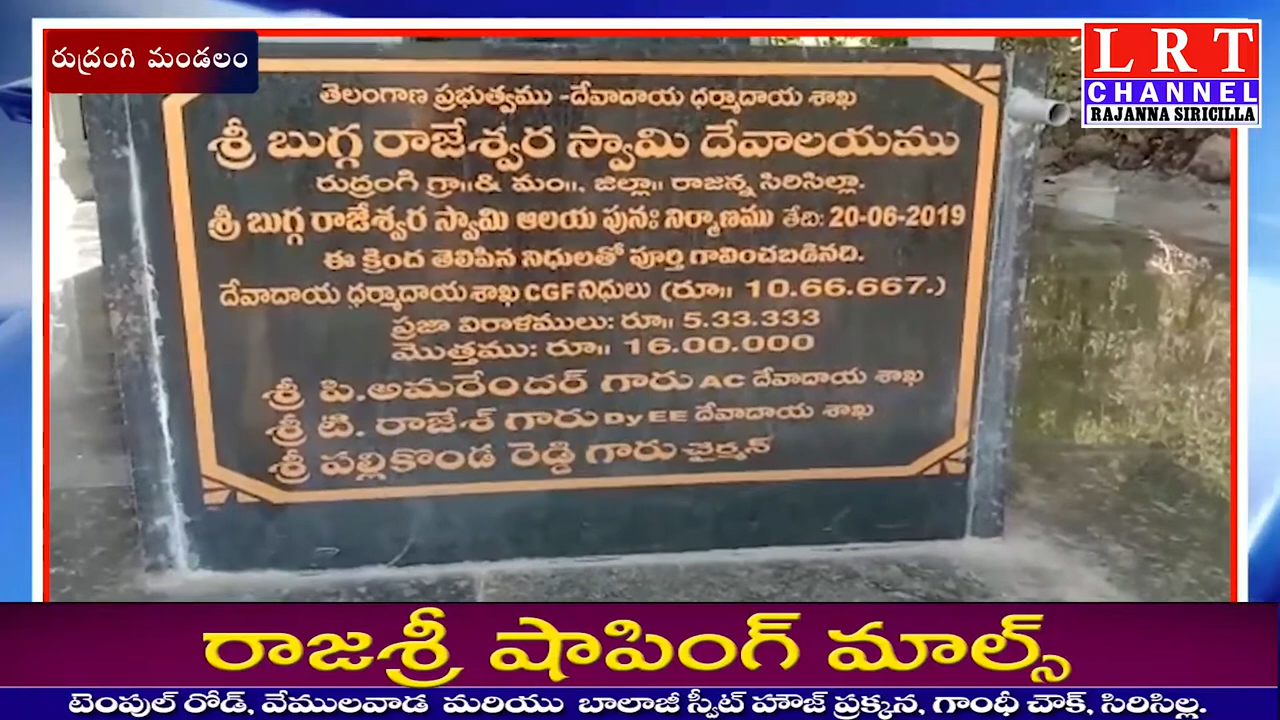 రుద్రంగి మండలం
LRT
CHANNEL
RAJANNA SIRICILLA
తెలంగాణ ప్రభుత్వము -దేవాదాయ ధర్మాదాయ శాఖ
శ్రీ బుగ్గ రాజేశ్వర స్వామి దేవాలయము
రుద్రంగి గ్రా॥& మం॥, జిల్లా॥ రాజన్న సిరిసిల్లా.
శ్రీ బుగ్గ రాజేశ్వర స్వామి ఆలయ పునః నిర్మాణము తేది: 20-06-2019
ఈ క్రింద తెలిపిన నిధులతో పూర్తి గావించబడినది.
దేవాదాయ ధర్మాదాయ శాఖ CGF నిధులు (రూ॥ 10.66.667.)
ప్రజా విరాళములు: రూ॥ 5.33.333
మొత్తము: రూ॥ 16.00.000
శ్రీ పి.అమరేందర్ గారు AC దేవాదాయ శాఖ
శ్రీ టి. రాజేశ్ గారు Dy EE దేవాదాయ శాఖ
శ్రీ పల్లికొండ రెడ్డి గారు చైర్మన్
రాజశ్రీ షాపింగ్ మాల్స్
టెంపుల్ రోడ్, వేములవాడ మరియు బాలాజీ స్వీట్ హౌజ్ ప్రక్కన, గాంధీ చౌక్, సిరిసిల్ల.